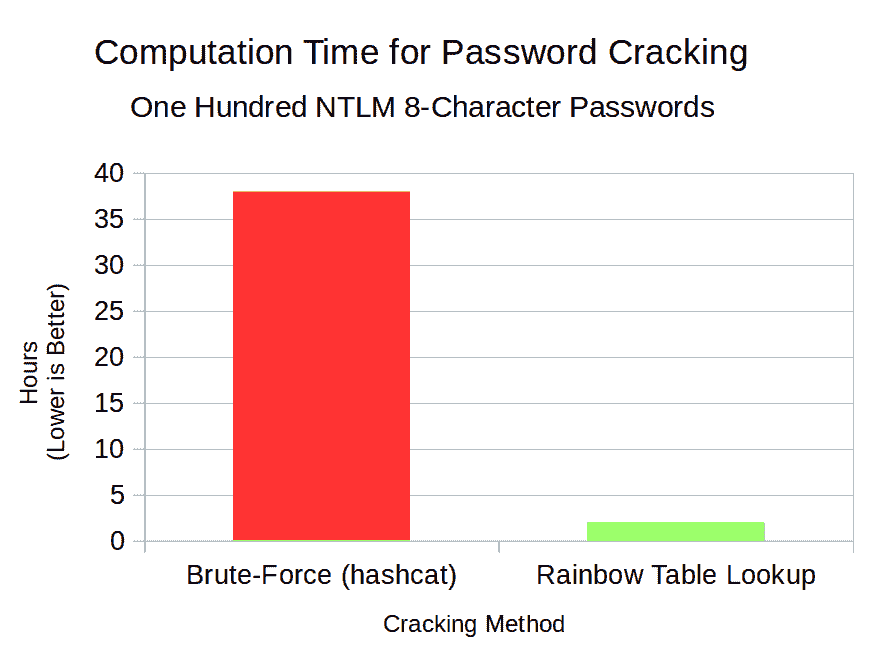 Computation Time for Password Cracking
One Hundred NTLM 8-Character Passwords
40
35
30
25
20
15
10
5
0
Hours
(Lower is Better)
Brute-Force (hashcat)
Rainbow Table Lookup
Cracking Method